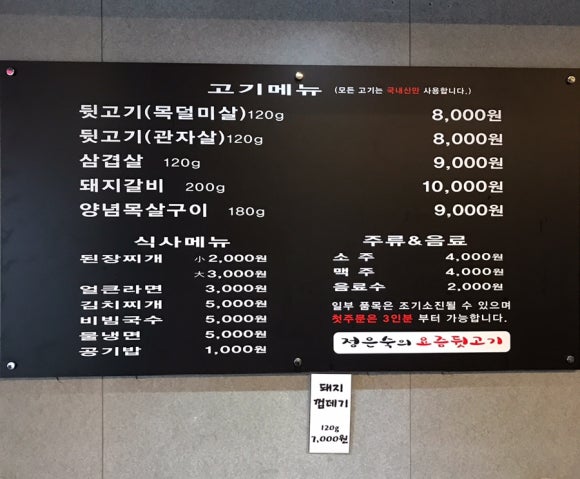 고기메뉴 (모든 고기는 국내산만 사용합니다.)
뒷고기(목덜미살)120g 8,000원
뒷고기(관자살)120g 8,000원
삼겹살 120g 9,000원
돼지갈비 200g 10,000원
양념목살구이 180g 9,000원
식사메뉴
된장찌개 小 2,000원
大 3,000원
얼큰라면 3,000원
김치찌개 5,000원
비빔국수 5,000원
물냉면 5,000원
공기밥 1,000원
주류&음료
소주 4,000원
맥주 4,000원
음료수 2,000원
일부 품목은 조기소진될 수 있으며
첫주문은 3인분 부터 가능합니다.
정은숙의 요즘뒷고기
돼지
껍데기
120g
7,000원